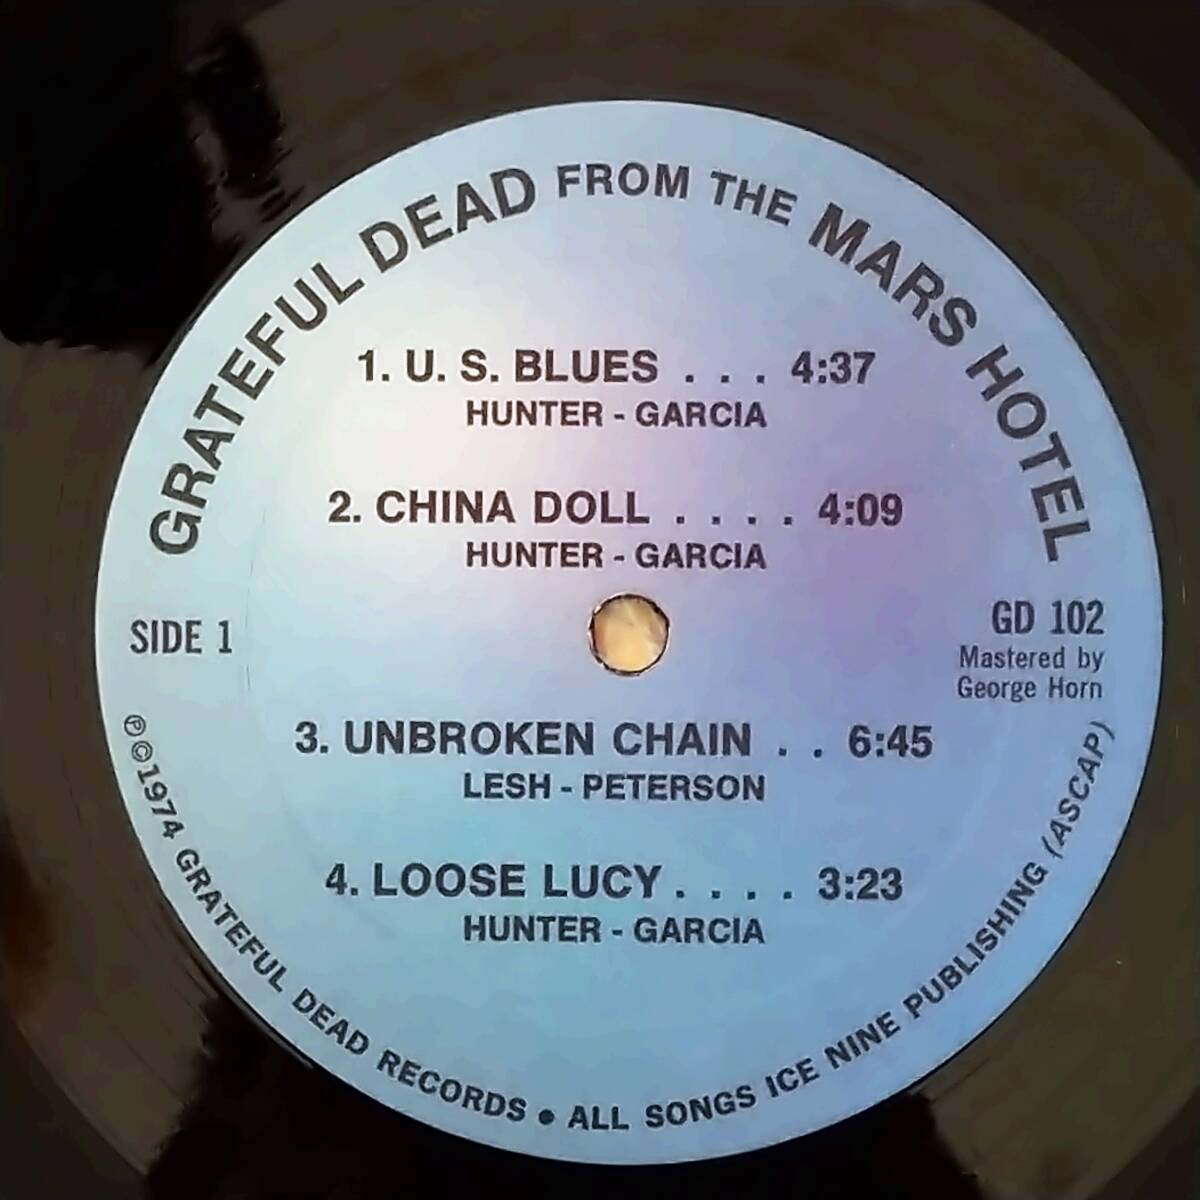 GRATEFUL DEAD FROM THE MARS HOTEL
1. U. S. BLUES . . . 4:37
HUNTER - GARCIA
2. CHINA DOLL . . . . 4:09
HUNTER - GARCIA
SIDE 1
GD 102
Mastered by
George Horn
3. UNBROKEN CHAIN . . 6:45
LESH - PETERSON
4. LOOSE LUCY . . . . 3:23
HUNTER - GARCIA
℗©1974 GRATEFUL DEAD RECORDS • ALL SONGS ICE NINE PUBLISHING (ASCAP)